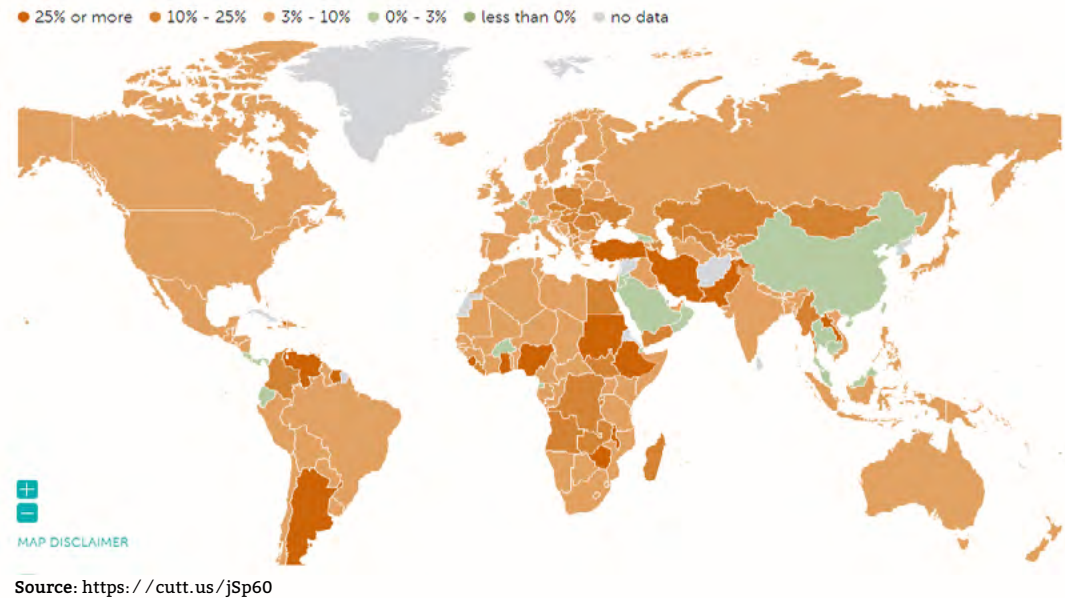 25% or more 10% - 25% 3% - 10% 0% - 3% less than 0% no data
+
−
MAP DISCLAIMER
Source: https://cutt.us/jSp60